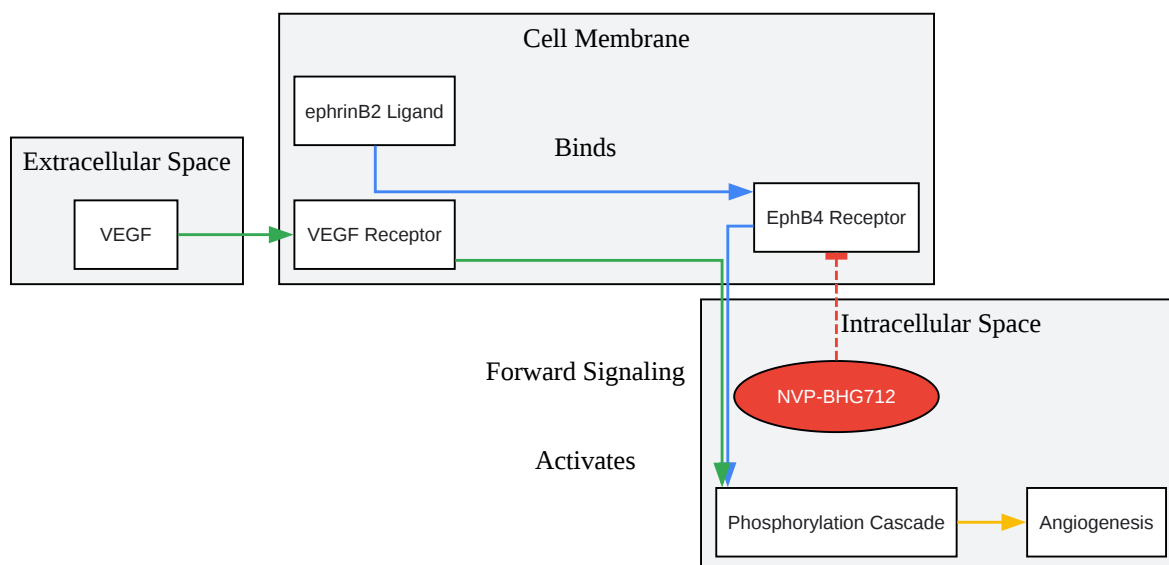 Cell Membrane
ephrinB2 Ligand
Binds
Extracellular Space
VEGF
VEGF Receptor
EphB4 Receptor
Intracellular Space
Forward Signaling
NVP-BHG712
Activates
Phosphorylation Cascade
Angiogenesis